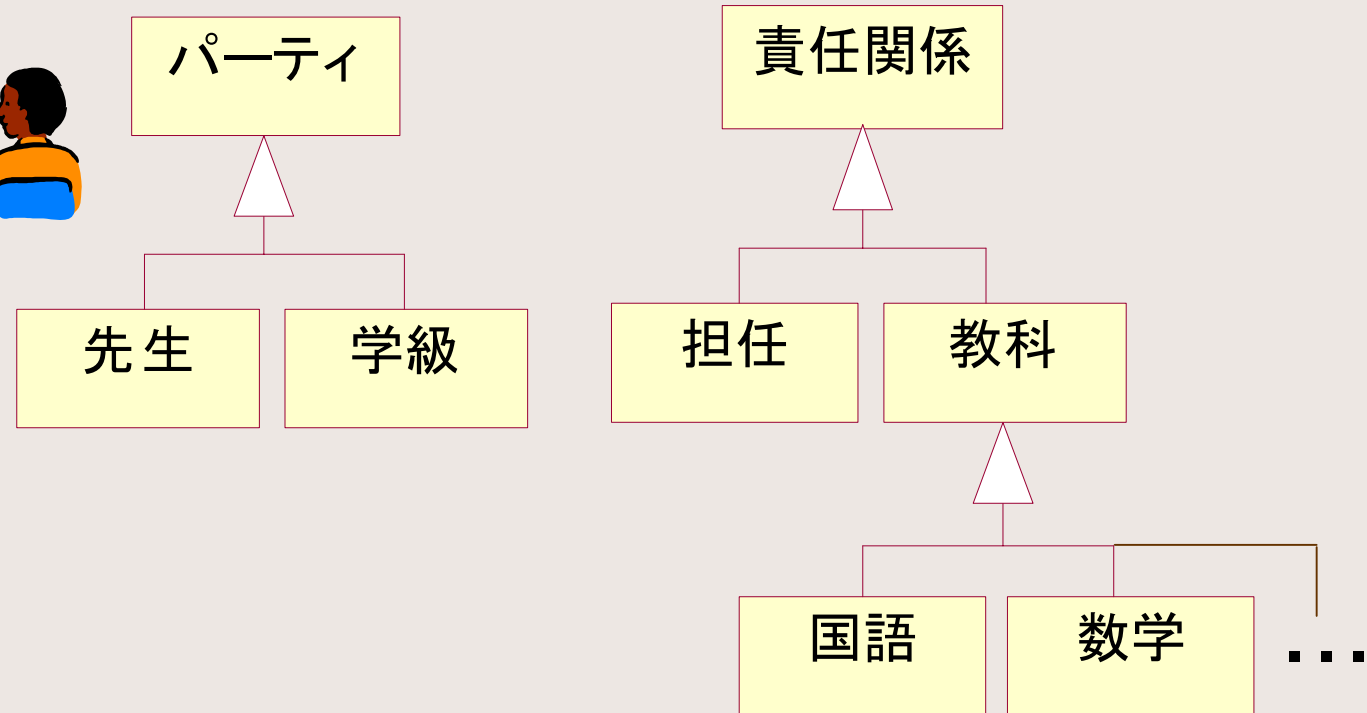 パーティ
責任関係
先生
学級
担任
教科
国語
数学
...